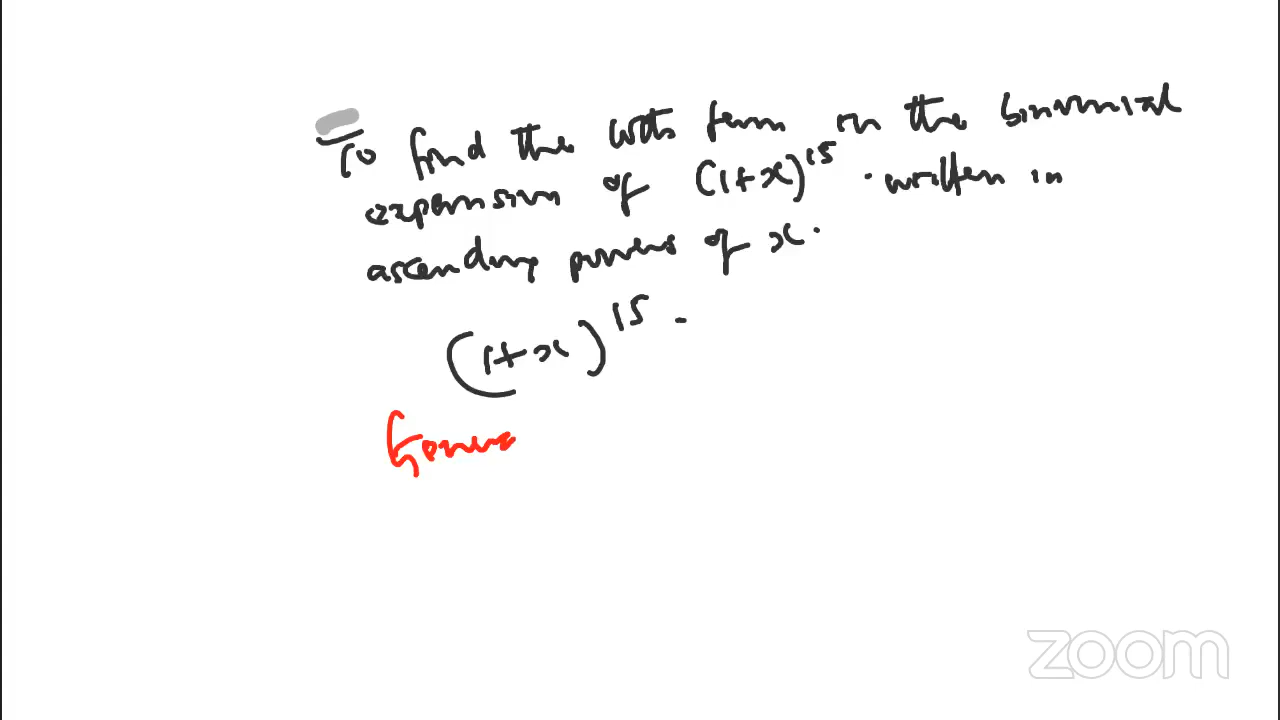 To find the 10th term in the binomial
expansion of (1+x)^15 . written in
ascending powers of x.
(1+x)^15 .
Gener
zoom